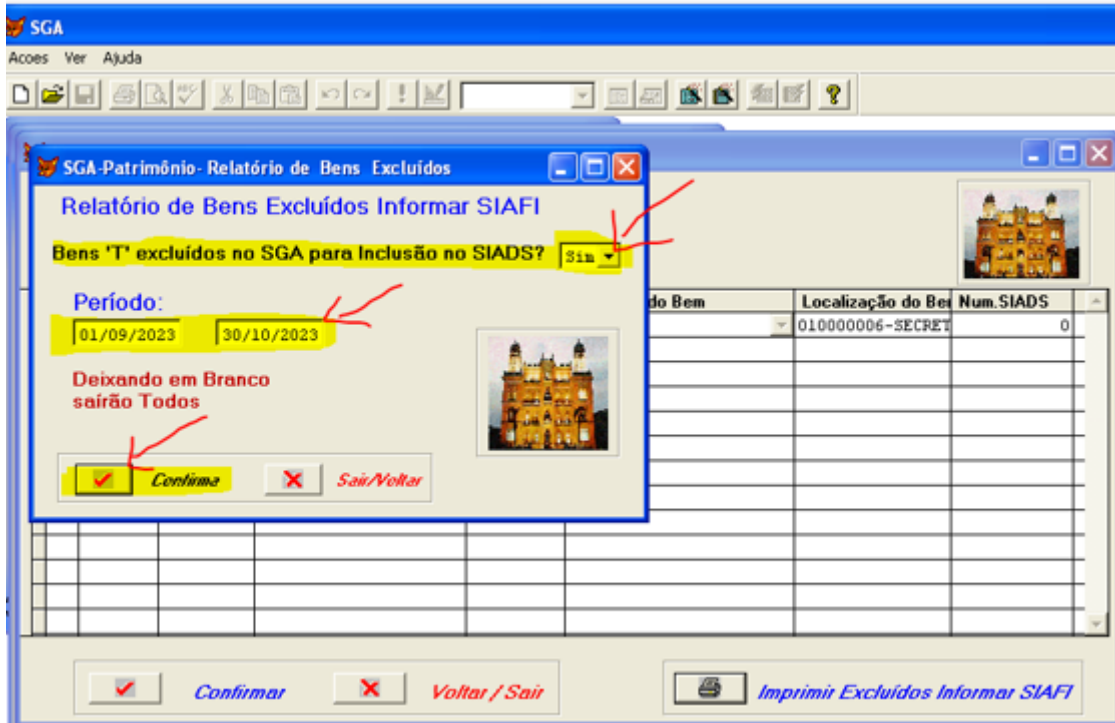 SGA
Acoes Ver Ajuda
SGA-Patrimônio- Relatório de Bens Excluídos
Relatório de Bens Excluídos Informar SIAFI
Bens 'T' excluídos no SGA para Inclusão no SIADS? Sim
Período:
01/09/2023 30/10/2023
Deixando em Branco
sairão Todos
Confirma Sair/Voltar
do Bem Localização do Be Num.SIADS
010000006-SECRET 0
Confirmar Voltar / Sair Imprimir Excluídos Informar SIAFI